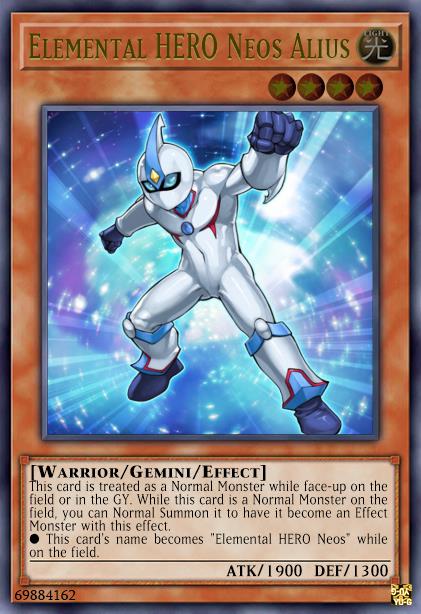 ELEMENTAL HERO NEOS ALIUS
LIGHT
光
[WARRIOR/GEMINI/EFFECT]
This card is treated as a Normal Monster while face-up on the
field or in the GY. While this card is a Normal Monster on the
field, you can Normal Summon it to have it become an Effect
Monster with this effect.
● This card's name becomes "Elemental HERO Neos" while
on the field.
ATK/1900 DEF/1300
69884162